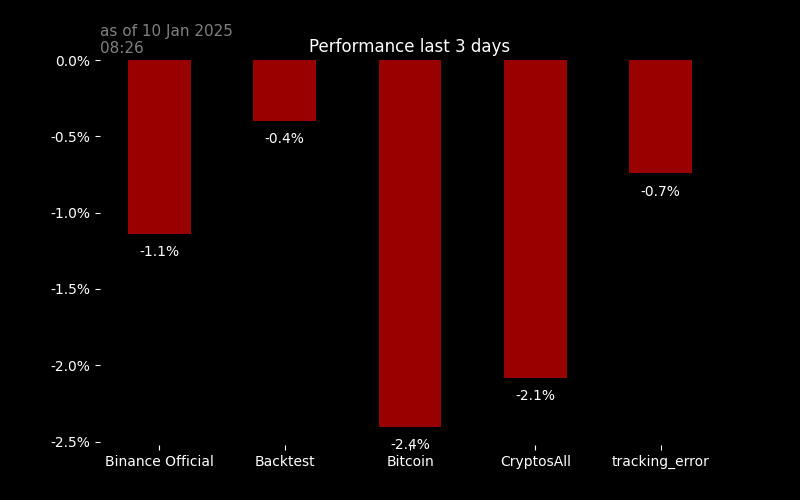 as of 10 Jan 2025
08:26
Performance last 3 days
0.0%
-0.5%
-1.0%
-1.5%
-2.0%
-2.5%
-1.1%
-0.4%
-2.4%
-2.1%
-0.7%
Binance Official
Backtest
Bitcoin
CryptosAll
tracking_error